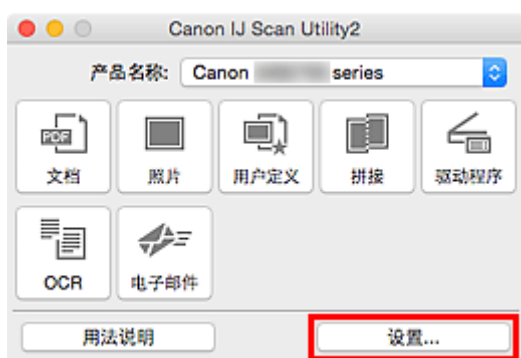 Canon IJ Scan Utility2
产品名称: Canon series
PDF
文档 照片 用户定义 拼接 驱动程序
OCR 电子邮件
用法说明 设置...